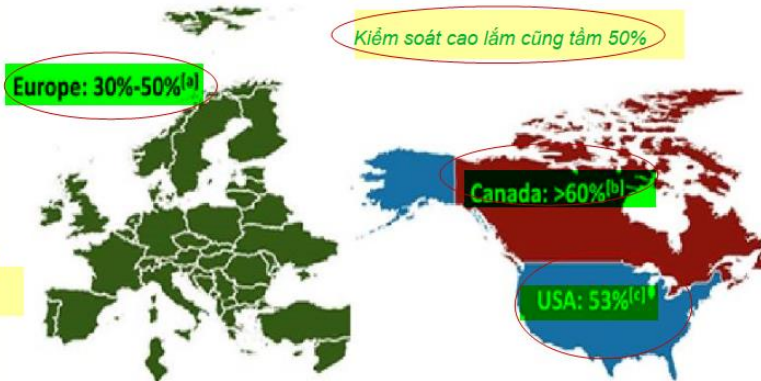 Kiểm soát cao lắm cũng tầm 50%
Europe: 30%-50%[a]
Canada: >60%[b]
USA: 53%[c]